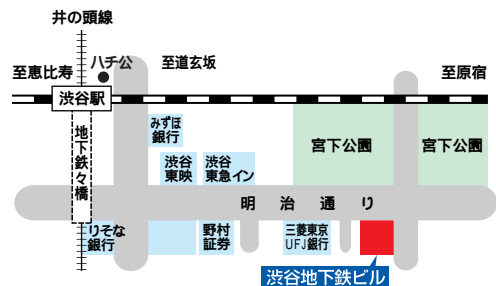 井の頭線
ハチ公
至恵比寿
至道玄坂
至原宿
渋谷駅
みずほ
銀行
地下鉄々橋
宮下公園
宮下公園
渋谷
東映
渋谷
東急イン
明治通り
りそな
銀行
野村
証券
三菱東京
UFJ銀行
渋谷地下鉄ビル